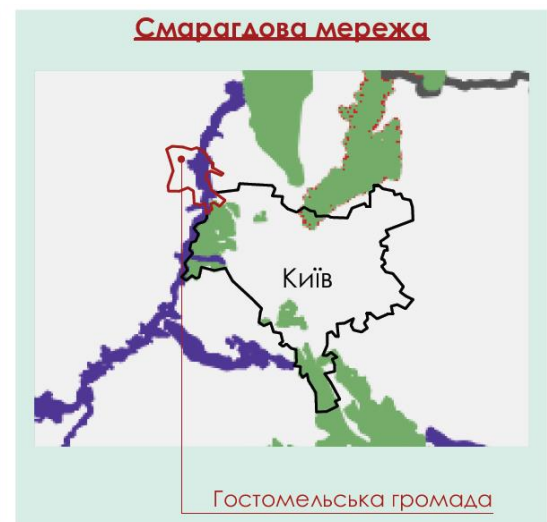 Смарагдова мережа
Київ
Гостомельська громада